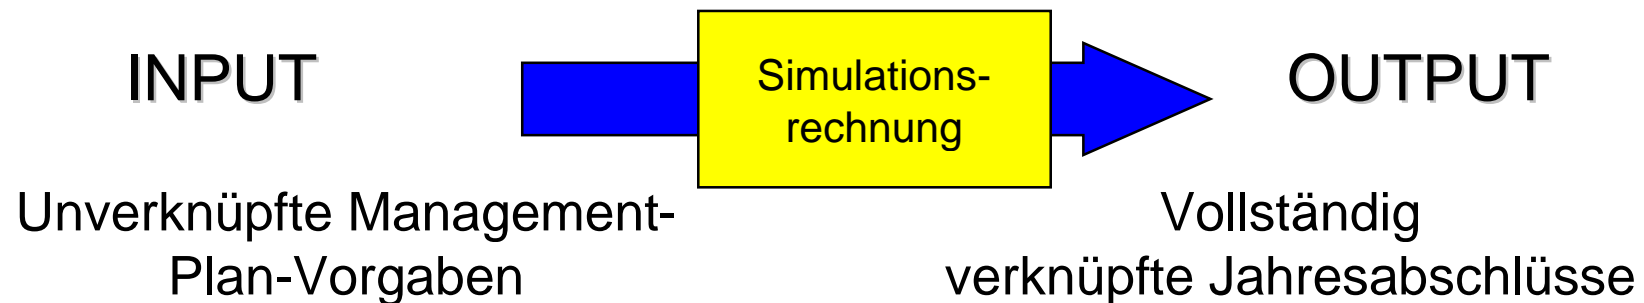 INPUT
Simulations-
rechnung
OUTPUT
Unverknüpfte Management-
Plan-Vorgaben
Vollständig
verknüpfte Jahresabschlüsse